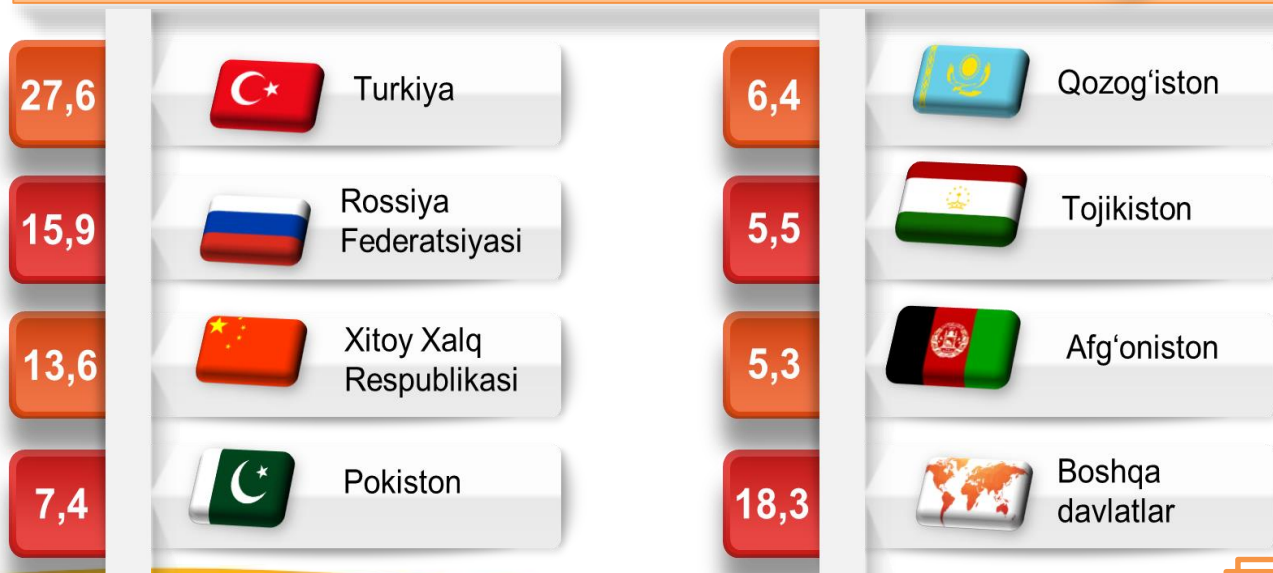 27,6
Turkiya
15,9
Rossiya
Federatsiyasi
13,6
Xitoy Xalq
Respublikasi
7,4
Pokiston
6,4
Qozog‘iston
5,5
Tojikiston
5,3
Afg‘oniston
18,3
Boshqa
davlatlar